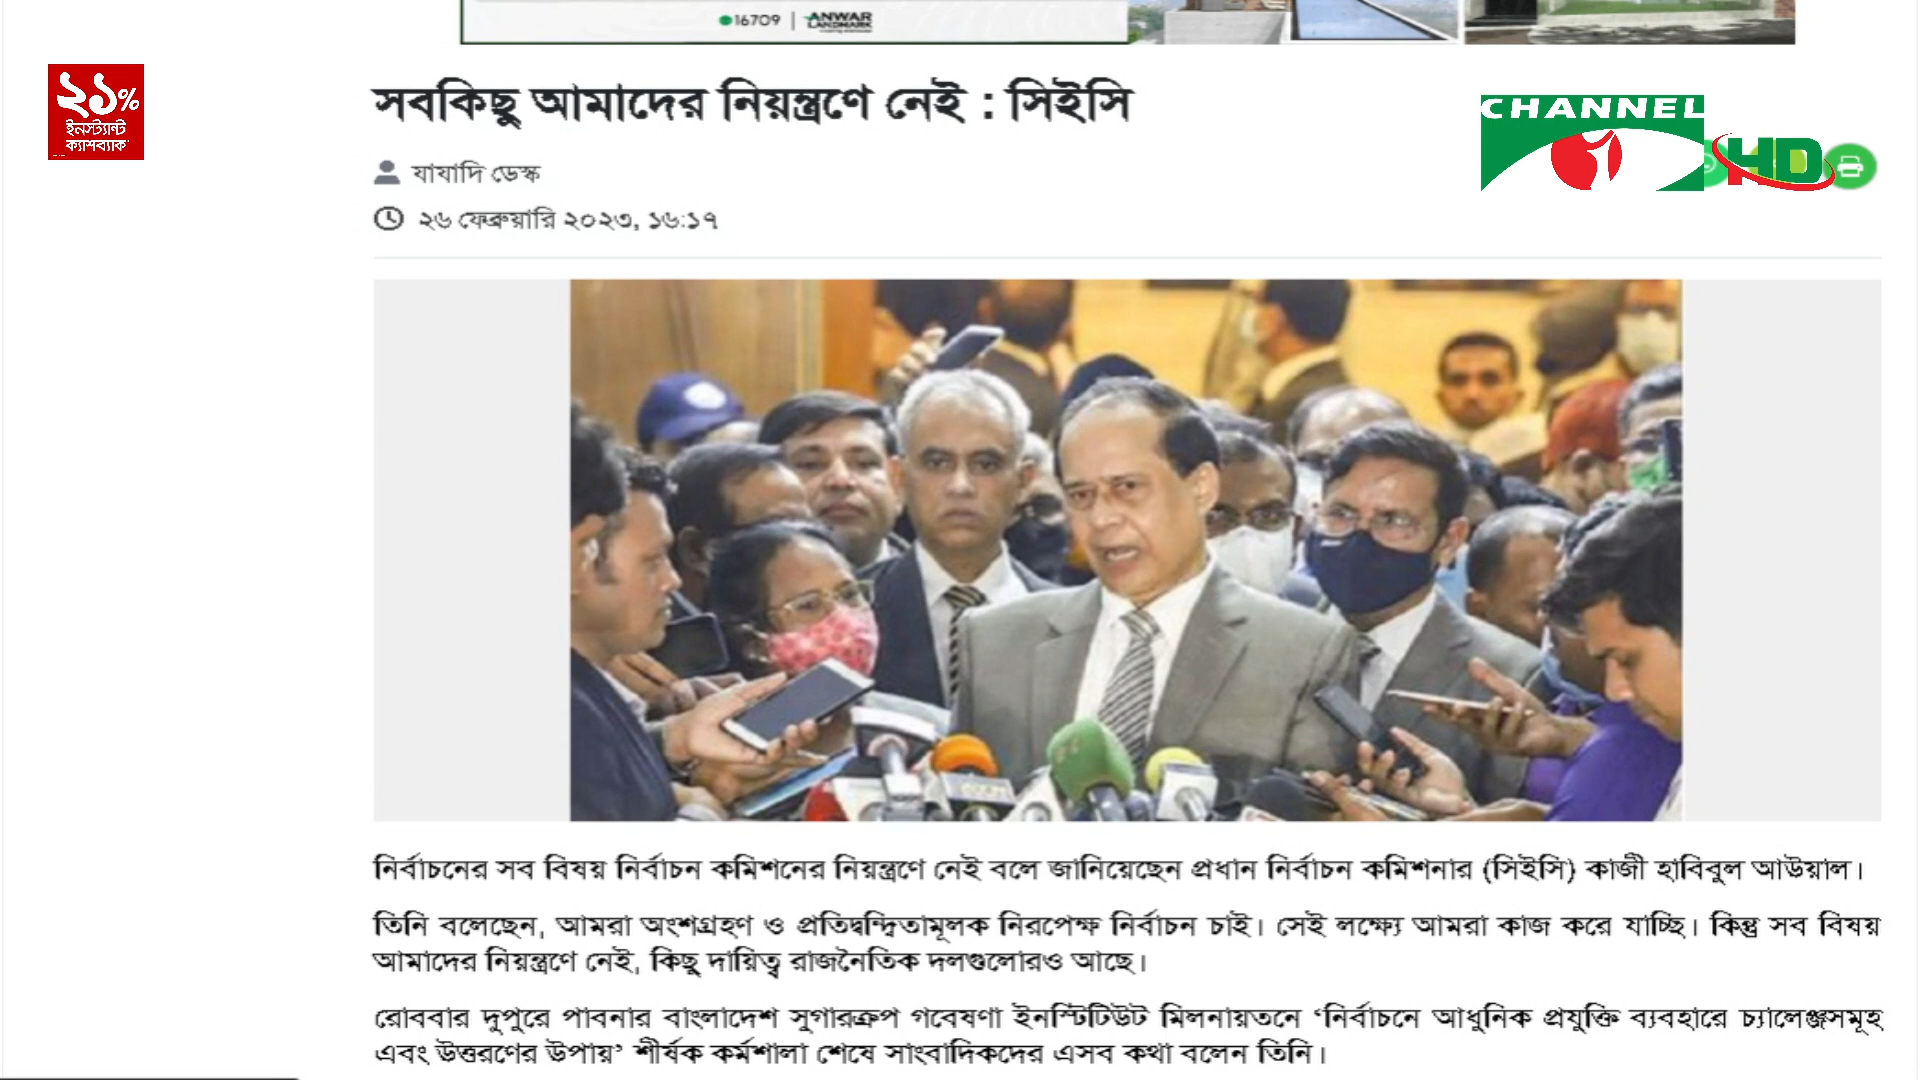 16709 | ANWAR
LANDMARK
সবকিছু আমাদের নিয়ন্ত্রণে নেই : সিইসি
২১%
ইনস্ট্যান্ট
ক্যাশব্যাক
CHANNEL
HD
যাযাদি ডেস্ক
২৬ ফেব্রুয়ারি ২০২৩, ১৬:১৭
নির্বাচনের সব বিষয় নির্বাচন কমিশনের নিয়ন্ত্রণে নেই বলে জানিয়েছেন প্রধান নির্বাচন কমিশনার (সিইসি) কাজী হাবিবুল আউয়াল।
তিনি বলেছেন, আমরা অংশগ্রহণ ও প্রতিদ্বন্দ্বিতামূলক নিরপেক্ষ নির্বাচন চাই। সেই লক্ষ্যে আমরা কাজ করে যাচ্ছি। কিন্তু সব বিষয়
আমাদের নিয়ন্ত্রণে নেই, কিছু দায়িত্ব রাজনৈতিক দলগুলোরও আছে।
রোববার দুপুরে পাবনার বাংলাদেশ সুগারক্রপ গবেষণা ইনস্টিটিউট মিলনায়তনে ‘নির্বাচনে আধুনিক প্রযুক্তি ব্যবহারে চ্যালেঞ্জসমূহ
এবং উত্তরণের উপায়’ শীর্ষক কর্মশালা শেষে সাংবাদিকদের এসব কথা বলেন তিনি।